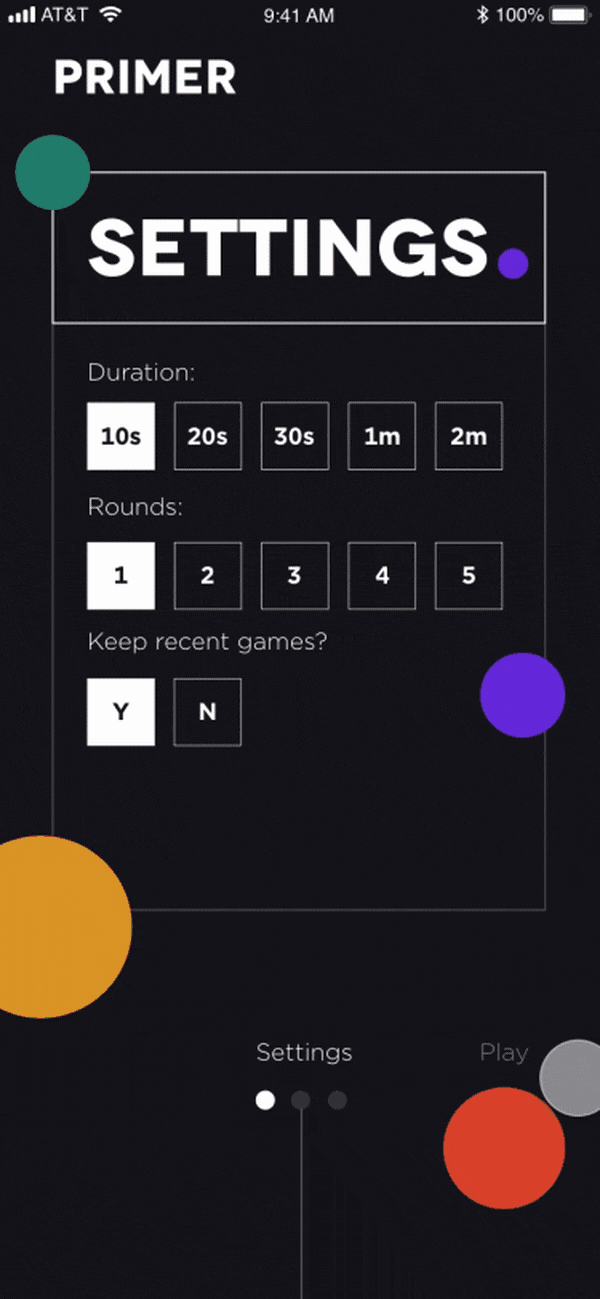 AT&T 9:41 AM 100%
PRIMER
SETTINGS
Duration:
10s 20s 30s 1m 2m
Rounds:
1 2 3 4 5
Keep recent games?
Y N
Settings Play